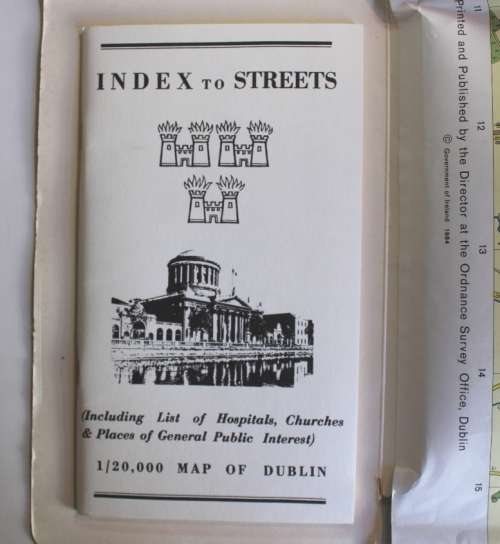 INDEX TO STREETS
(Including List of Hospitals, Churches
& Places of General Public Interest)
1/20,000 MAP OF DUBLIN
Printed and Published by the Director at the Ordnance Survey Office, Dublin
© Government of Ireland 1984
11
12
13
14
15